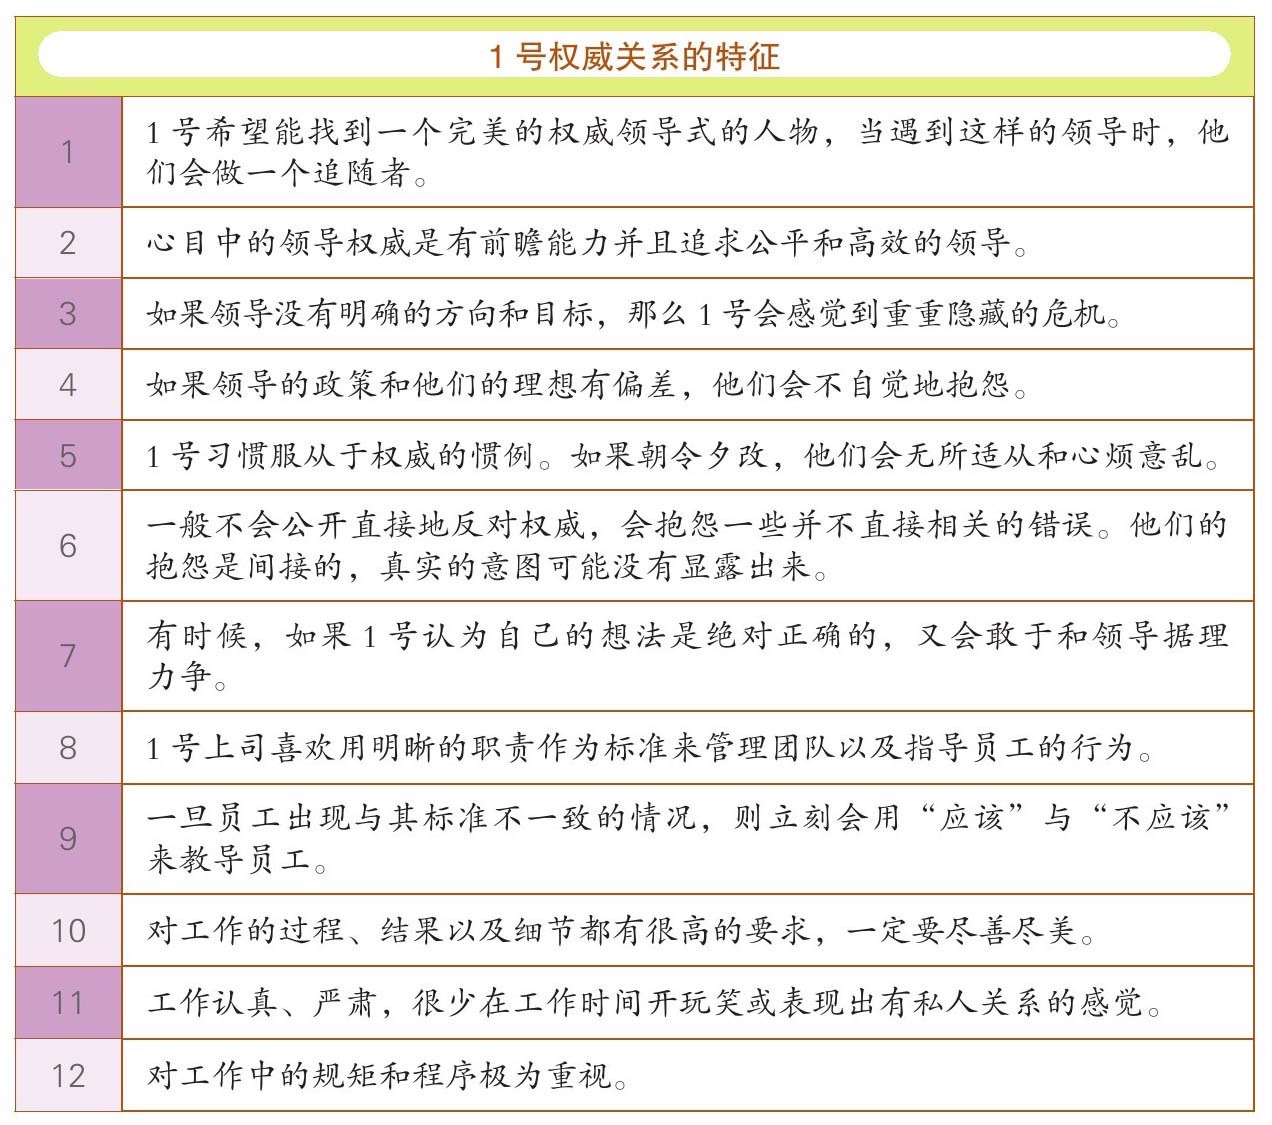 1 号权威关系的特征
1
1 号希望能找到一个完美的权威领导式的人物，当遇到这样的领导时，他
们会做一个追随者。
2
心目中的领导权威是有前瞻能力并且追求公平和高效的领导。
3
如果领导没有明确的方向和目标，那么 1 号会感觉到重重隐藏的危机。
4
如果领导的政策和他们的理想有偏差，他们会不自觉地抱怨。
5
1 号习惯服从于权威的惯例。如果朝令夕改，他们会无所适从和心烦意乱。
6
一般不会公开直接地反对权威，会抱怨一些并不直接相关的错误。他们的
抱怨是间接的，真实的意图可能没有显露出来。
7
有时候，如果 1 号认为自己的想法是绝对正确的，又会敢于和领导据理
力争。
8
1 号上司喜欢用明晰的职责作为标准来管理团队以及指导员工的行为。
9
一旦员工出现与其标准不一致的情况，则立刻会用“应该”与“不应该”
来教导员工。
10
对工作的过程、结果以及细节都有很高的要求，一定要尽善尽美。
11
工作认真、严肃，很少在工作时间开玩笑或表现出有私人关系的感觉。
12
对工作中的规矩和程序极为重视。